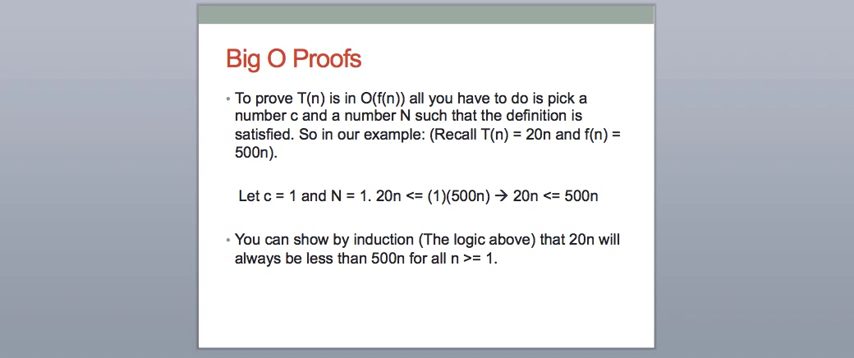 Big O Proofs
• To prove T(n) is in O(f(n)) all you have to do is pick a
number c and a number N such that the definition is
satisfied. So in our example: (Recall T(n) = 20n and f(n) =
500n).
Let c = 1 and N = 1. 20n <= (1)(500n) → 20n <= 500n
• You can show by induction (The logic above) that 20n will
always be less than 500n for all n >= 1.